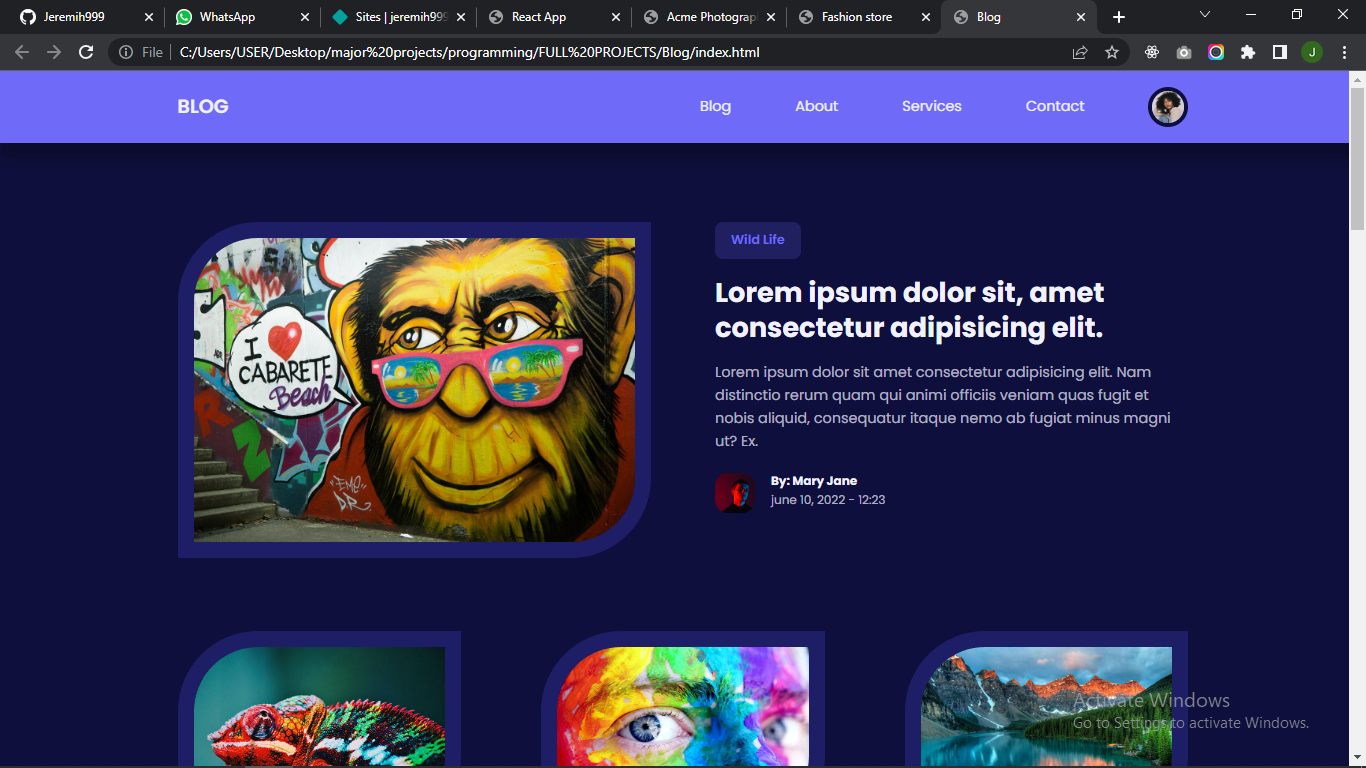 Jeremih999
WhatsApp
Sites | jeremih999
React App
Acme Photograp
Fashion store
Blog
File
C:/Users/USER/Desktop/major%20projects/programming/FULL%20PROJECTS/Blog/index.html
J
BLOG
Blog
About
Services
Contact
I
CABARETE
Beach
Wild Life
Lorem ipsum dolor sit, amet
consectetur adipisicing elit.
Lorem ipsum dolor sit amet consectetur adipisicing elit. Nam
distinctio rerum quam qui animi officiis veniam quas fugit et
nobis aliquid, consequatur itaque nemo ab fugiat minus magni
ut? Ex.
By: Mary Jane
june 10, 2022 - 12:23
Activate Windows
Go to Settings to activate Windows.